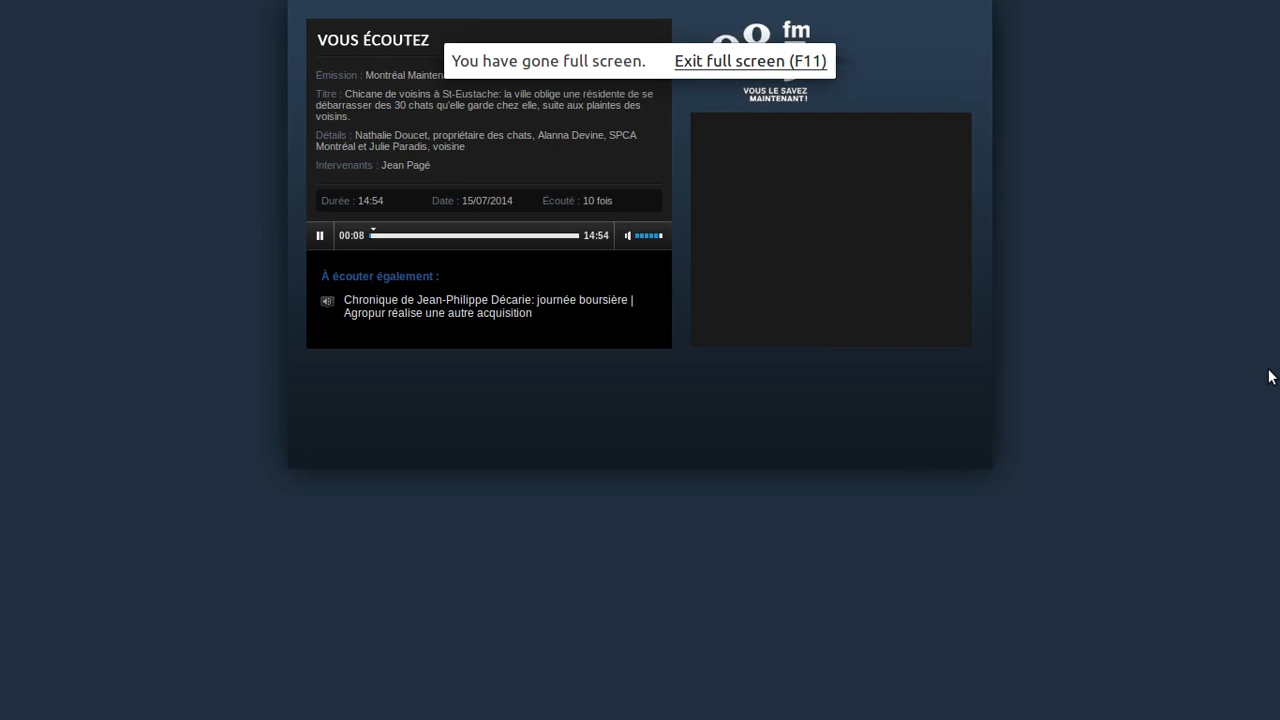 VOUS ÉCOUTEZ
You have gone full screen. Exit full screen (F11)
fm
Émission : Montréal
Titre : Chicane de voisins à St-Eustache: la ville oblige une résidente de se
débarrasser des 30 chats qu'elle garde chez elle, suite aux plaintes des
voisins.
VOUS LE SAVEZ
MAINTENANT!
Détails : Nathalie Doucet, propriétaire des chats, Alanna Devine, SPCA
Montréal et Julie Paradis, voisine
Intervenants : Jean Pagé
Durée : 14:54 Date : 15/07/2014 Écouté : 10 fois
00:08 14:54
À écouter également :
Chronique de Jean-Philippe Décarie: journée boursière |
Agropur réalise une autre acquisition